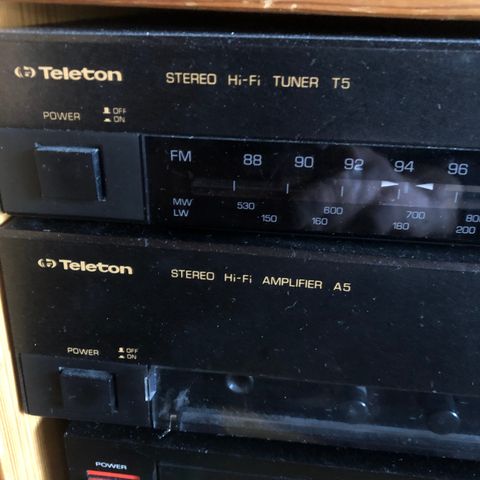 Teleton STEREO Hi-Fi TUNER T5
POWER OFF
ON
FM 88 90 92 94 96
MW 530 600 700 800
LW 150 160 180 200
Teleton STEREO Hi-Fi AMPLIFIER A5
POWER OFF
ON
POWER